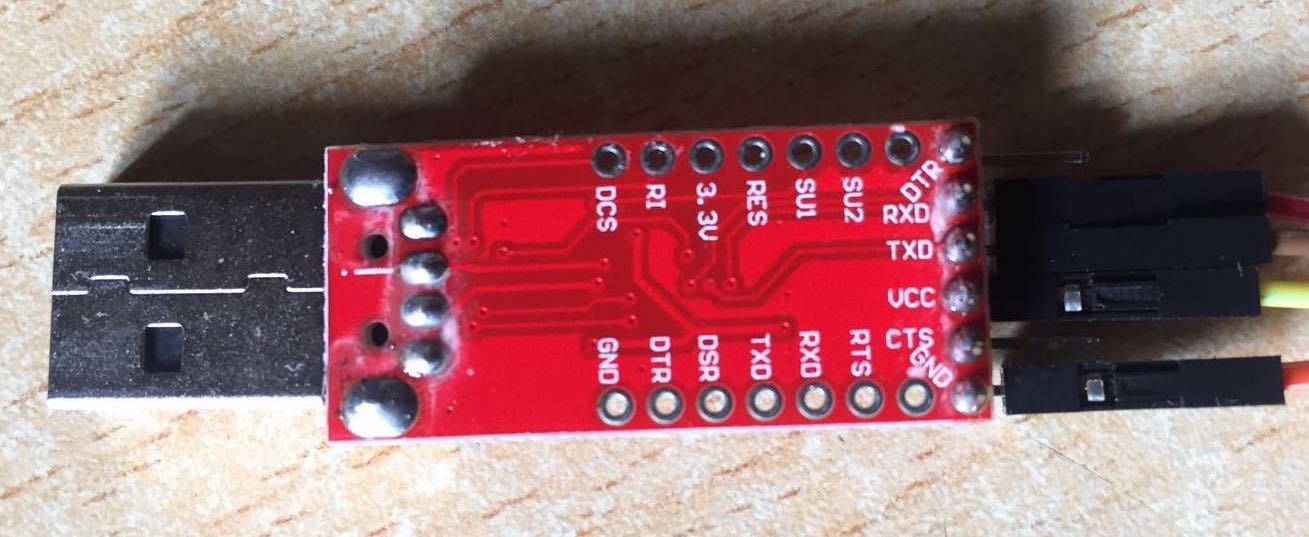 DCS
RI
3.3V
RES
SU1
SU2
DTR
RXD
TXD
VCC
CTS
GND
GND
DTR
DSR
TXD
RXD
RTS